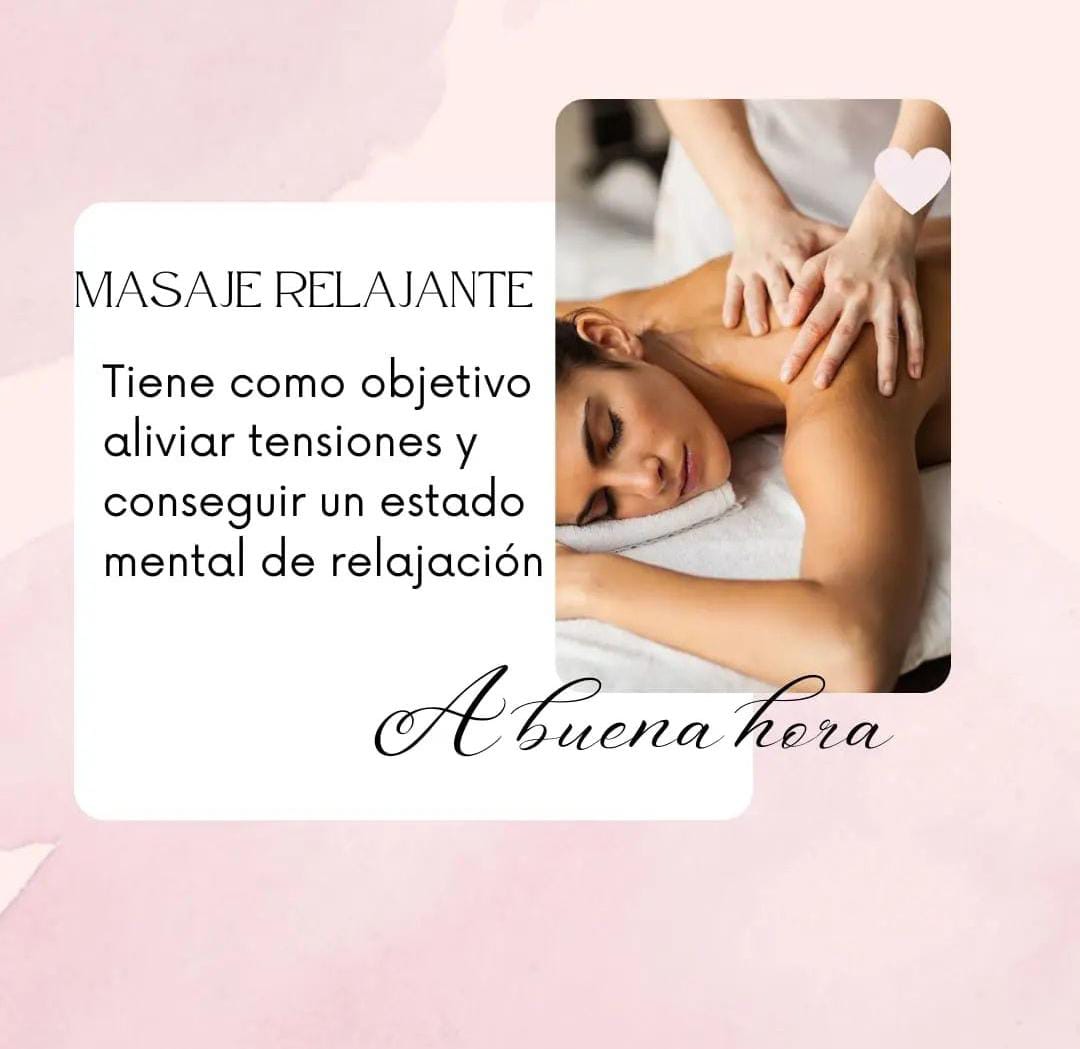 MASAJE RELAJANTE
Tiene como objetivo
aliviar tensiones y
conseguir un estado
mental de relajación
A buena hora